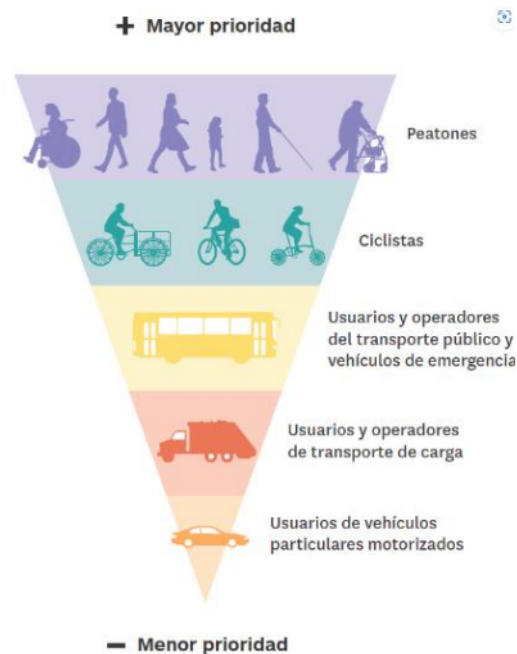 + Mayor prioridad
Peatones
Ciclistas
Usuarios y operadores
del transporte público y
vehículos de emergencia
Usuarios y operadores
de transporte de carga
Usuarios de vehículos
particulares motorizados
− Menor prioridad